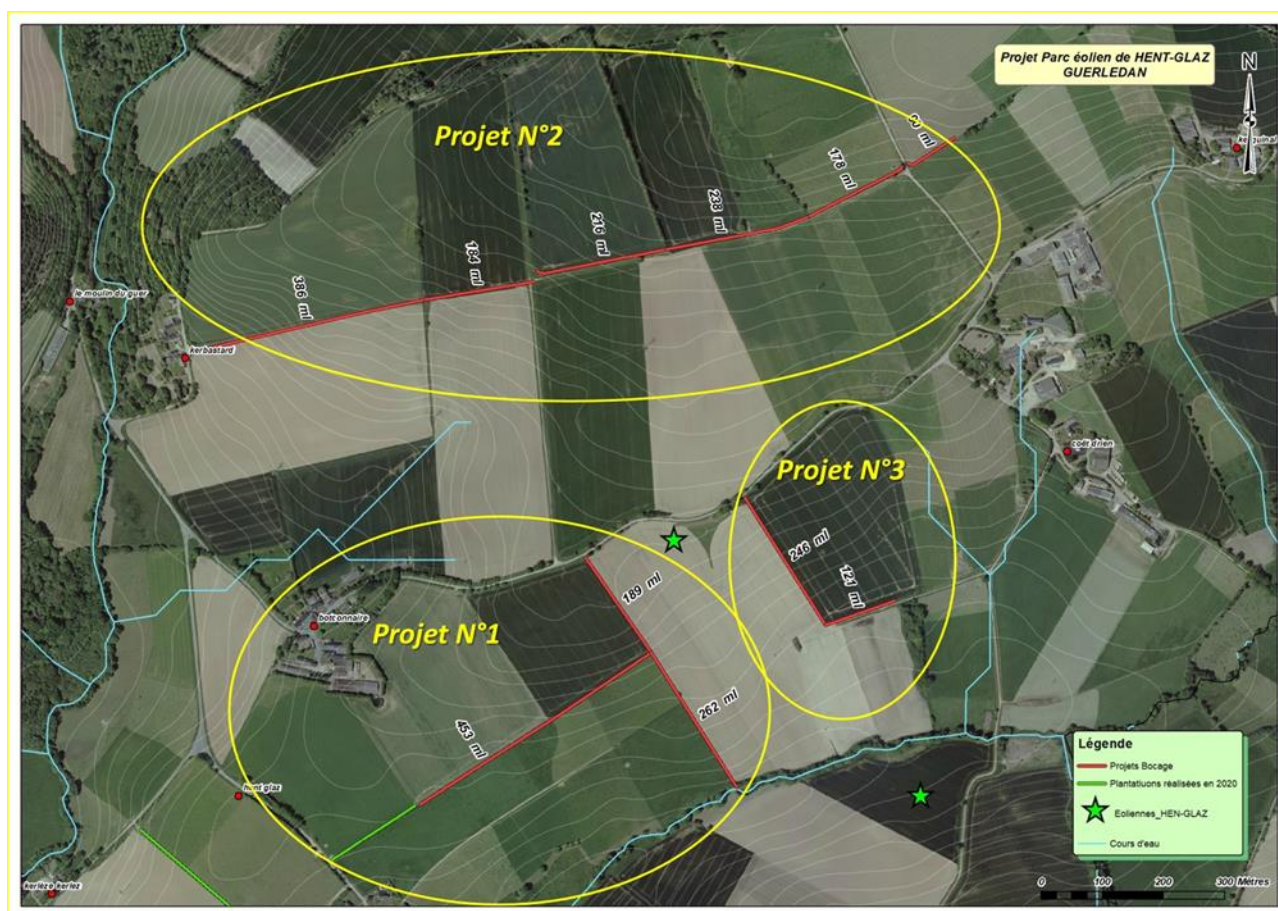 Projet Parc éolien de HENT-GLAZ
GUERLEDAN
N
Projet N°2
178 ml
238 ml
216 ml
184 ml
386 ml
le moulin du guer
kerbastard
coët drien
Projet N°3
246 ml
121 ml
189 ml
bottonnaire
Projet N°1
262 ml
453 ml
hent glaz
kerlèze kerlez
Légende
Projets Bocage
Plantatiuons réalisées en 2020
Eoliennes_HEN-GLAZ
Cours d'eau
0 100 200 300 Mètres